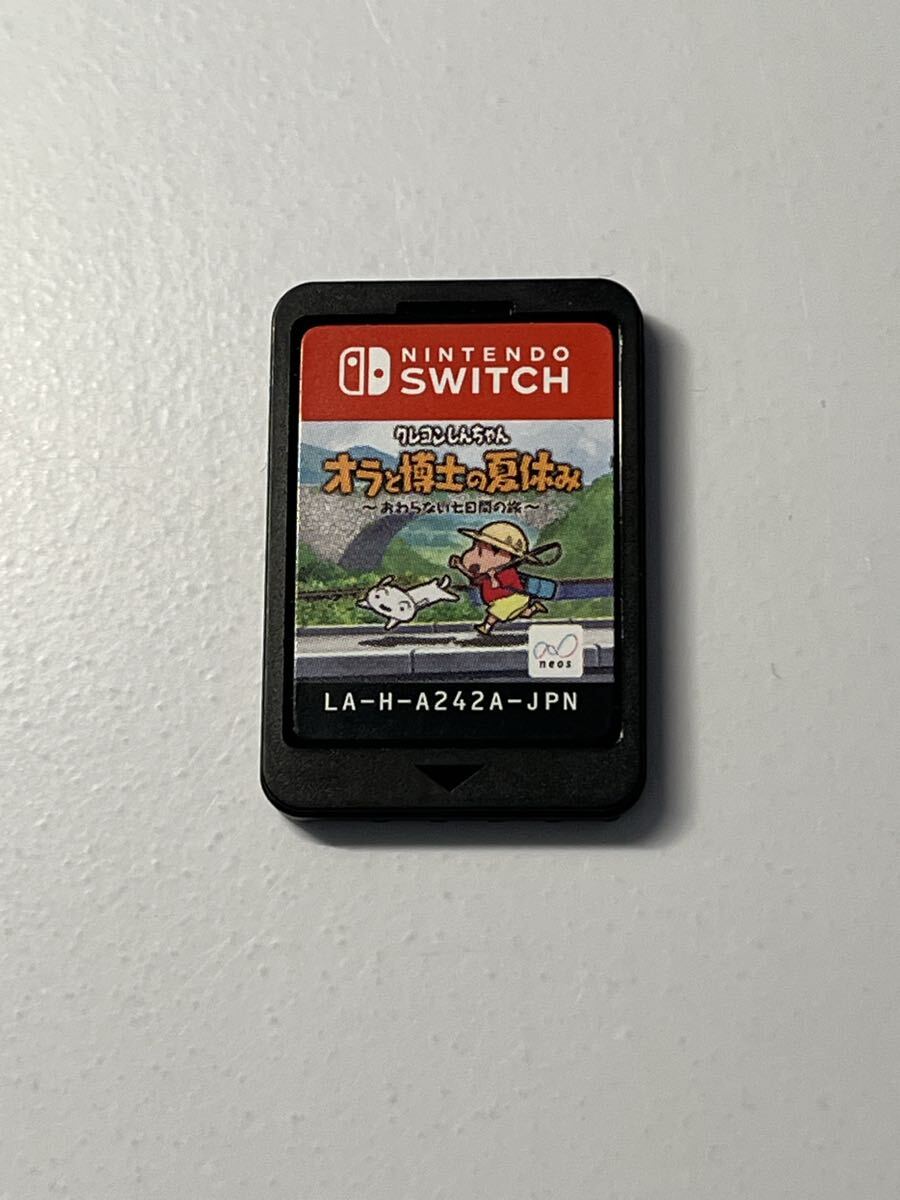 NINTENDO
SWITCH
クレヨンしんちゃん
オラと博士の夏休み
～おわらない七日間の旅～
neos
LA-H-A242A-JPN